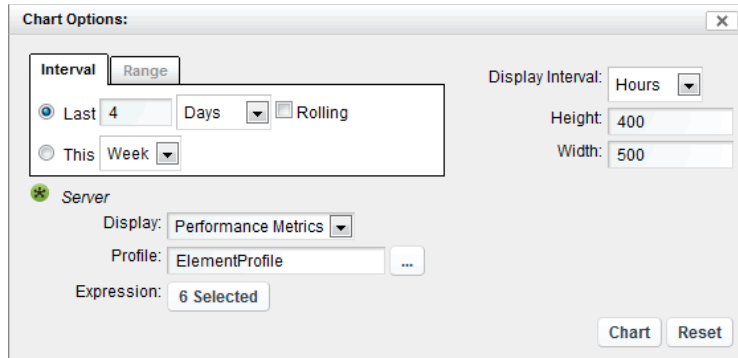 Chart Options:
Interval Range
Last 4 Days Rolling
This Week
Display Interval: Hours
Height: 400
Width: 500
Server
Display: Performance Metrics
Profile: ElementProfile ...
Expression: 6 Selected
Chart Reset